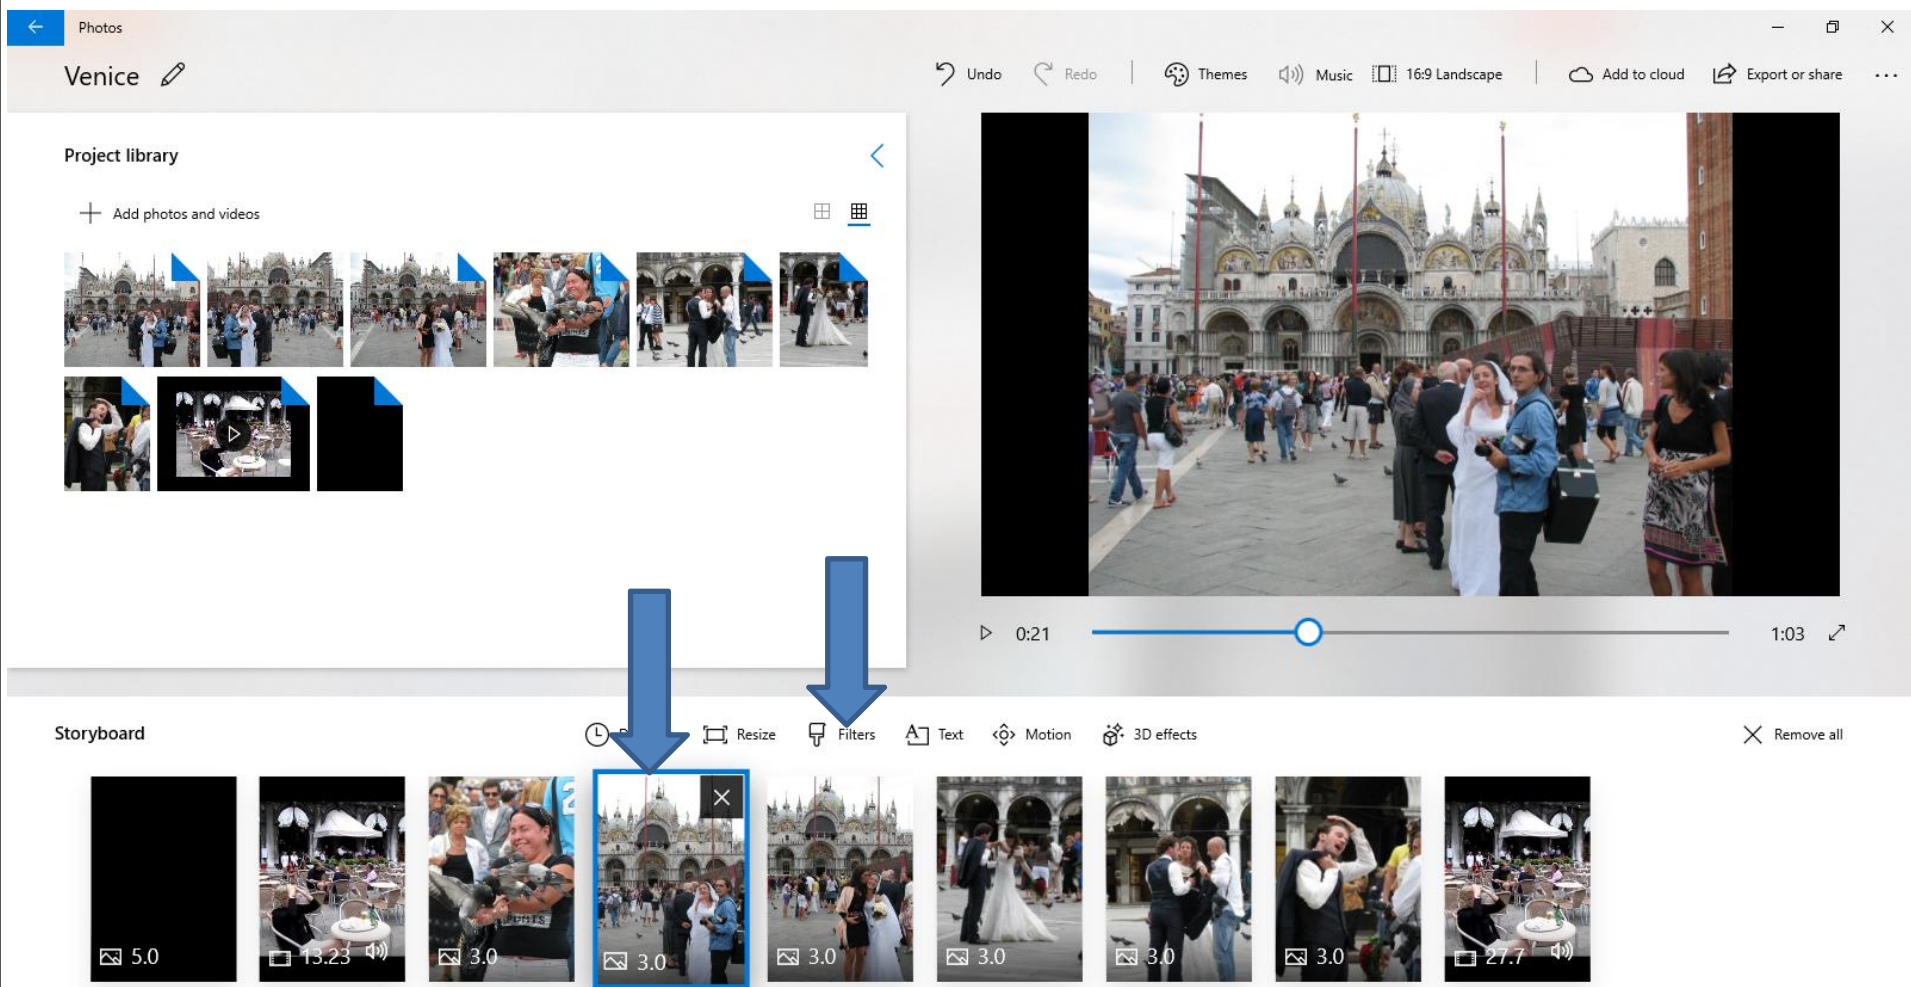 Photos
Venice
Undo Redo Themes Music 16:9 Landscape Add to cloud Export or share
Project library
Add photos and videos
0:21 1:03
Storyboard
Resize Filters Text Motion 3D effects Remove all
5.0 13.23 3.0 3.0 3.0 3.0 3.0 3.0 27.7